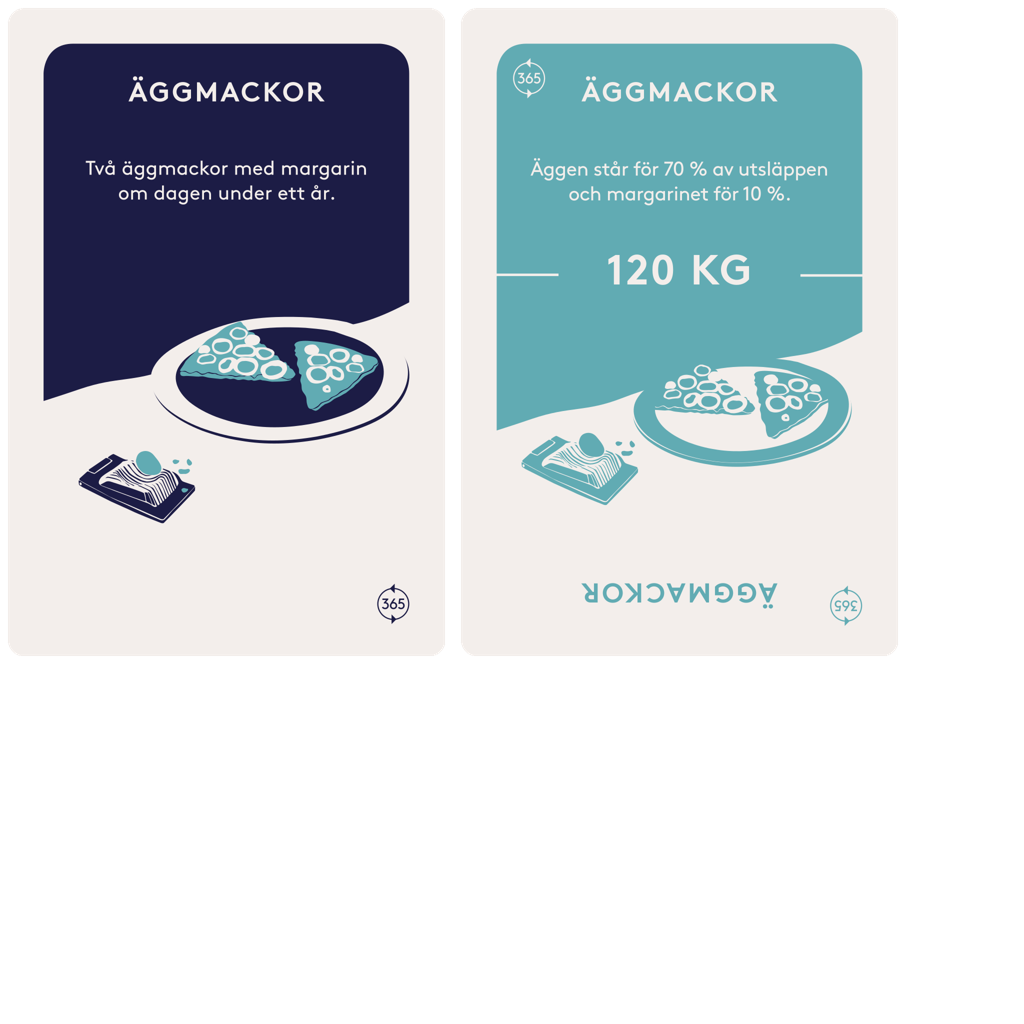 ÄGGMACKOR
Två äggmackor med margarin
om dagen under ett år.
365
365
ÄGGMACKOR
Äggen står för 70 % av utsläppen
och margarinet för 10 %.
120 KG
ÄGGMACKOR
365